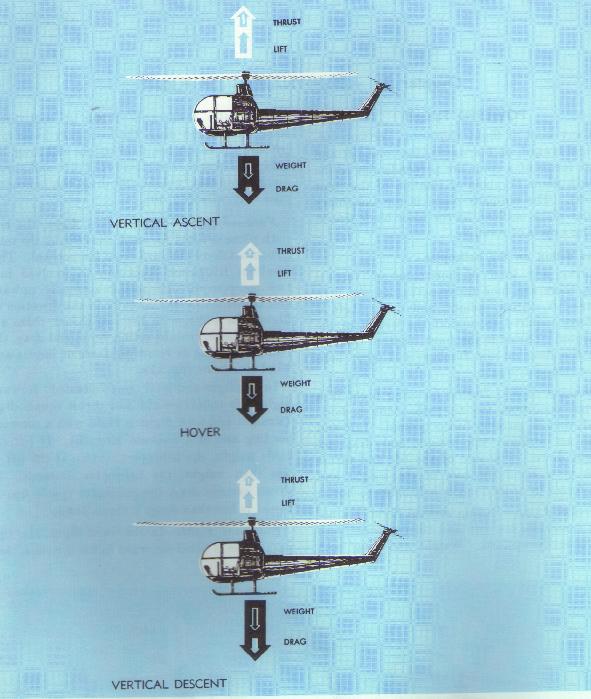 THRUST
LIFT
WEIGHT
DRAG
VERTICAL ASCENT
THRUST
LIFT
WEIGHT
DRAG
HOVER
THRUST
LIFT
WEIGHT
DRAG
VERTICAL DESCENT